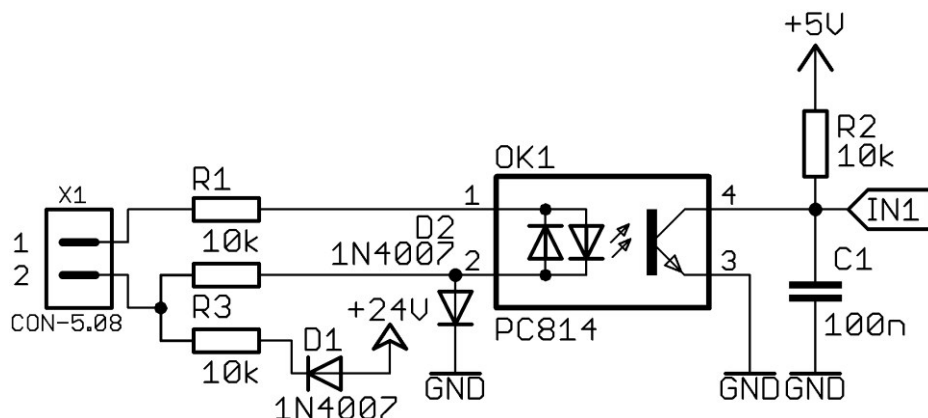 +5V
R2
10k
OK1
X1
R1
1
4
IN1
1
10k
D2
1N4007
2
2
3
C1
CON-5.08
R3
+24V
PC814
100n
10k
D1
GND
GND
GND
1N4007